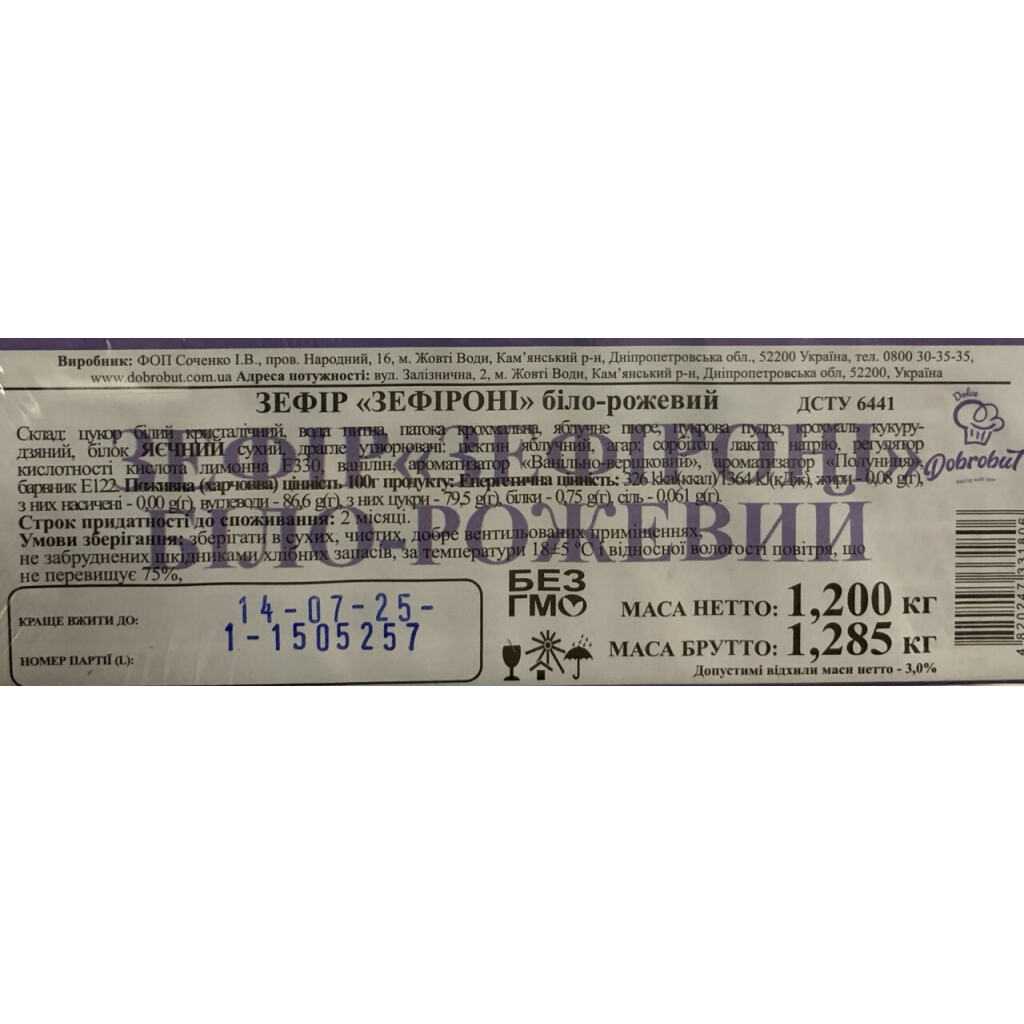 Виробник: ФОП Соченко І.В., пров. Народний, 16, м. Жовті Води, Кам'янський р-н, Дніпропетровська обл., 52200 Україна, тел. 0800 30-35-35,
www.dobrobut.com.ua Адреса потужності: вул. Залізнична, 2, м. Жовті Води, Кам'янський р-н, Дніпропетровська обл, 52200, Україна
ЗЕФІР «ЗЕФІРОНІ» біло-рожевий ДСТУ 6441
Dolce
Dobrobut
Склад: цукор білий кристалічний, вода питна, патока крохмальна, яблучне пюре, цукрова пудра, крохмаль кукуру-
дзяний, білок ЯЄЧНИЙ сухий, драгле утворювачі: пектин яблучний, агар; сорбітол, лактат натрію, регулятор
кислотності кислота лимонна Е330, ванілін, ароматизатор «Ванільно-вершковий», ароматизатор «Полуниця»,
барвник Е122. Поживна (харчова) цінність 100г продукту: Енергетична цінність: 326 kkal(ккал)/1364 kJ(кДж), жири - 0,08 g(г),
з них насичені - 0,00 g(г), вуглеводи - 86,6 g(г), з них цукри - 79,5 g(г), білки - 0,75 g(г), сіль - 0,061 g(г).
ЗЕФІР «ЗЕФІРОНІ»
БІЛО-РОЖЕВИЙ
Строк придатності до споживання: 2 місяці.
Умови зберігання: зберігати в сухих, чистих, добре вентильованих приміщеннях,
не забруднених шкідниками хлібних запасів, за температури 18±5 °С і відносної вологості повітря, що
не перевищує 75%,
КРАЩЕ ВЖИТИ ДО: 14-07-25-
1-1505257
НОМЕР ПАРТІЇ (L):
БЕЗ
ГМО
МАСА НЕТТО: 1,200 кг
МАСА БРУТТО: 1,285 кг
Допустимі відхили маси нетто - 3,0%
4820247331806